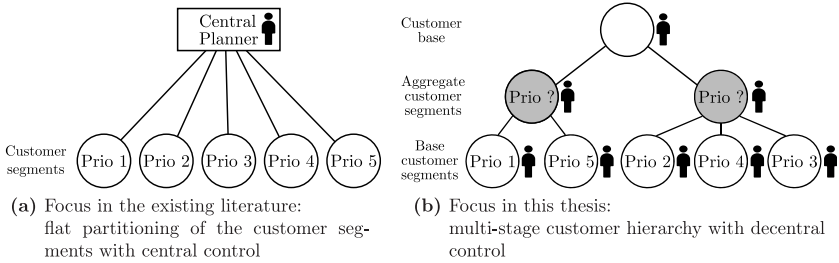 Central
Planner
Customer
segments
Prio 1
Prio 2
Prio 3
Prio 4
Prio 5
(a) Focus in the existing literature:
flat partitioning of the customer seg-
ments with central control
Customer
base
Aggregate
customer
segments
Prio ?
Prio ?
Base
customer
segments
Prio 1
Prio 5
Prio 2
Prio 4
Prio 3
(b) Focus in this thesis:
multi-stage customer hierarchy with decentral
control